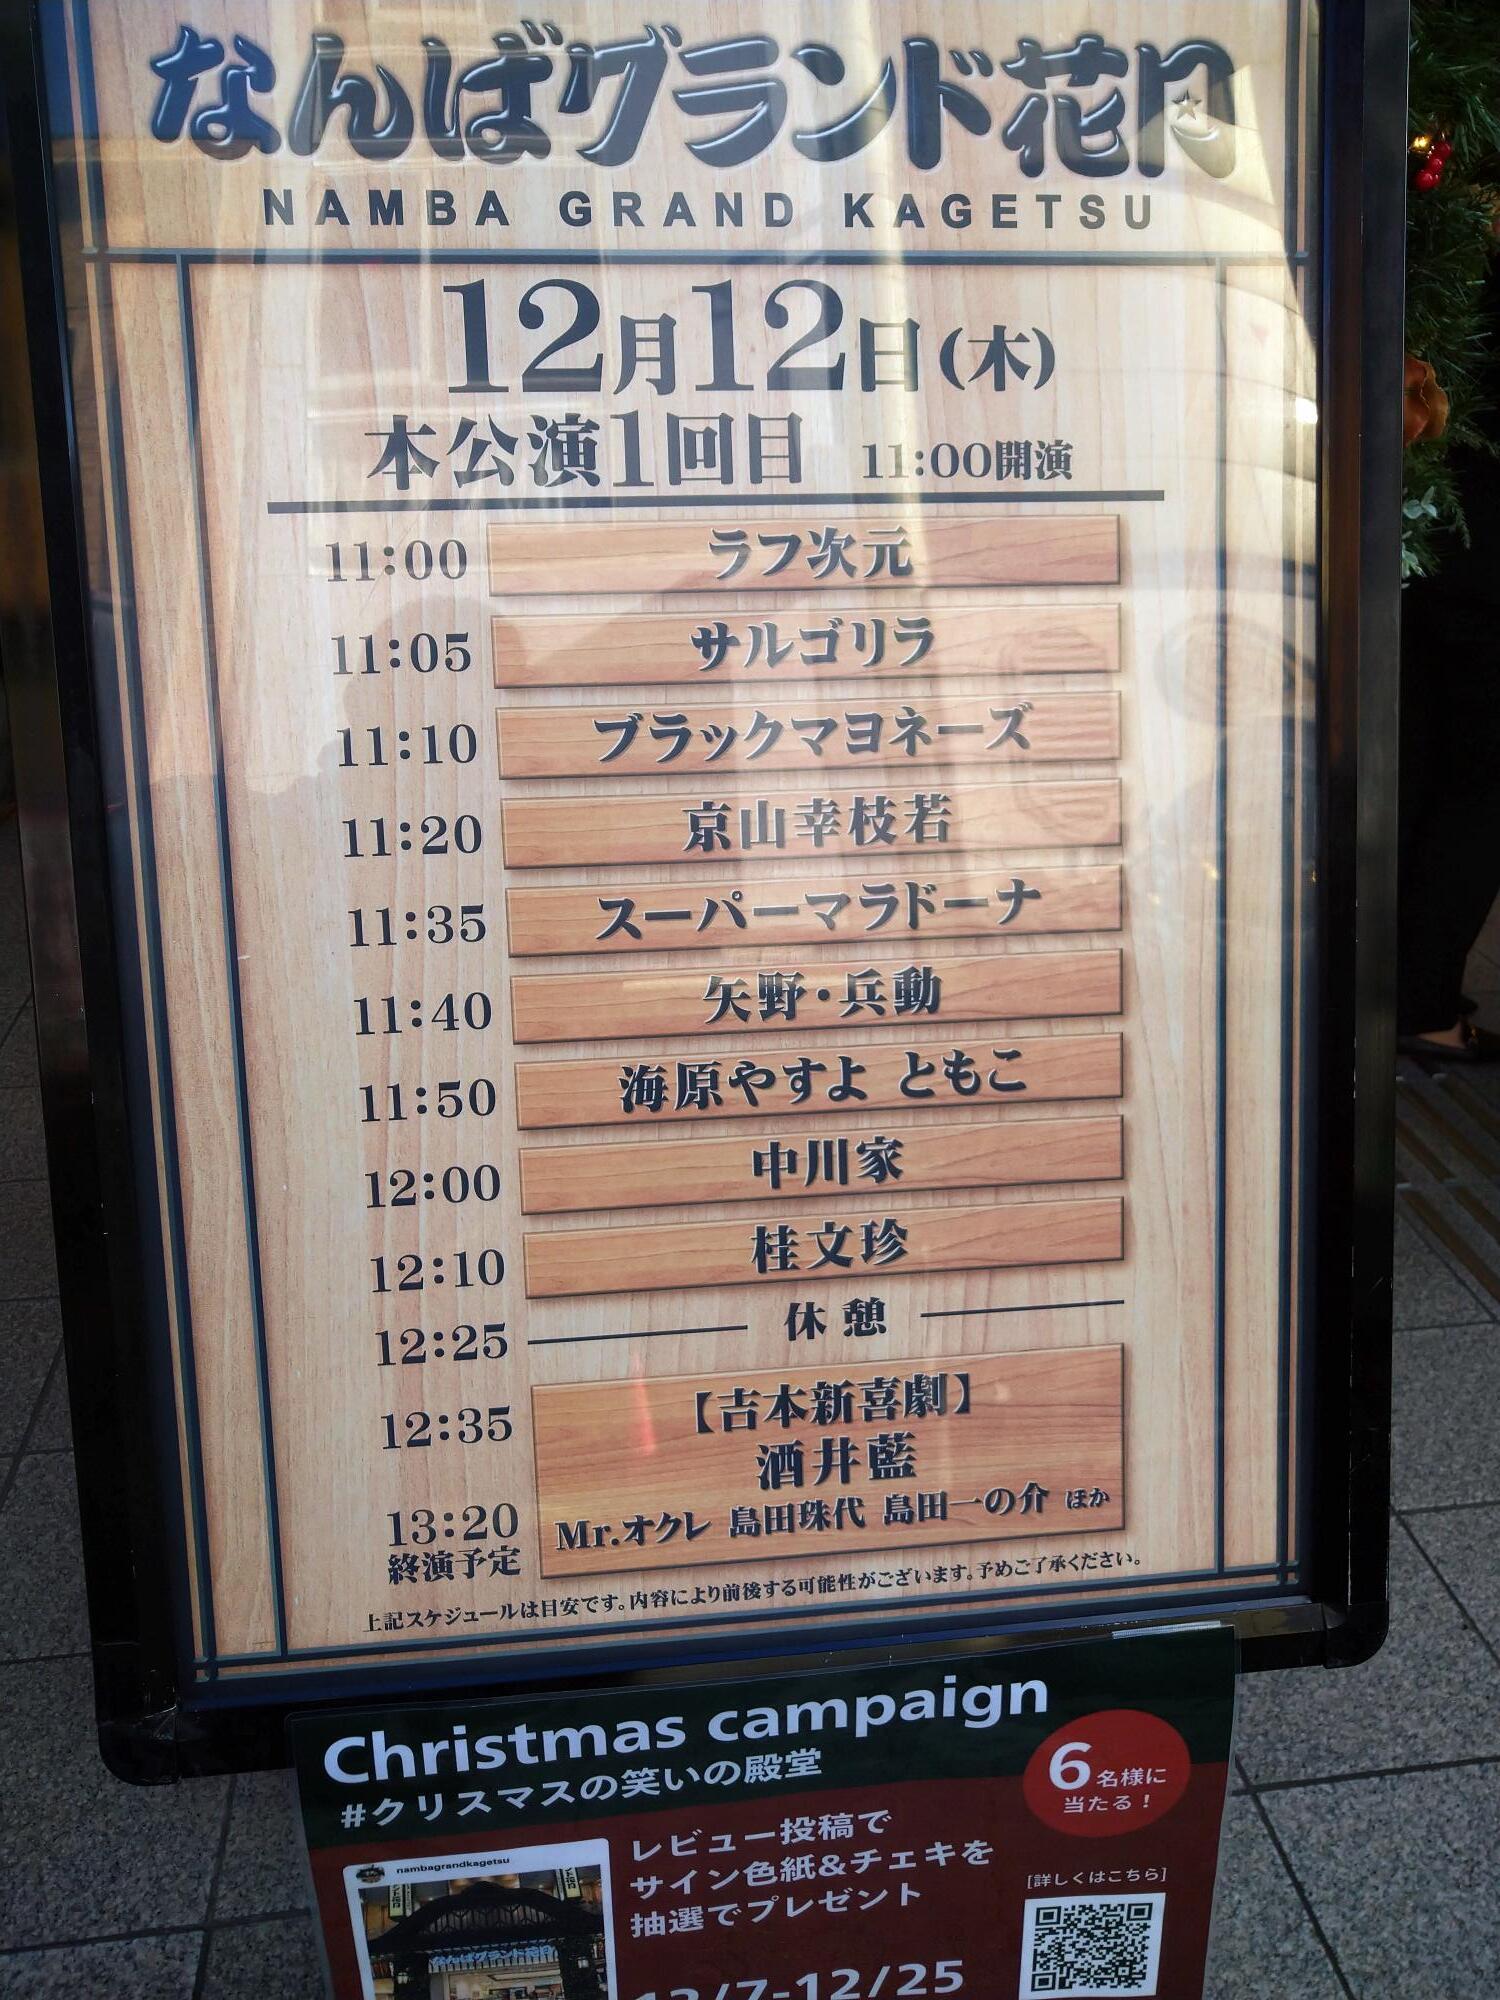 なんばグランド花月
NAMBA GRAND KAGETSU
12月12日(木)
本公演1回目 11:00開演
11:00 ラフ次元
11:05 サルゴリラ
11:10 ブラックマヨネーズ
11:20 京山幸枝若
11:35 スーパーマラドーナ
11:40 矢野・兵動
11:50 海原やすよ ともこ
12:00 中川家
12:10 桂文珍
12:25 休憩
12:35 【吉本新喜劇】
酒井藍
Mr.オクレ 島田珠代 島田一の介 ほか
13:20
終演予定
上記スケジュールは目安です。内容により前後する可能性がございます。予めご了承ください。
Christmas campaign
#クリスマスの笑いの殿堂
6名様に
当たる!
レビュー投稿で
サイン色紙&チェキを
抽選でプレゼント
[詳しくはこちら]
nambagrandkagetsu
なんばグランド花月
12/7-12/25